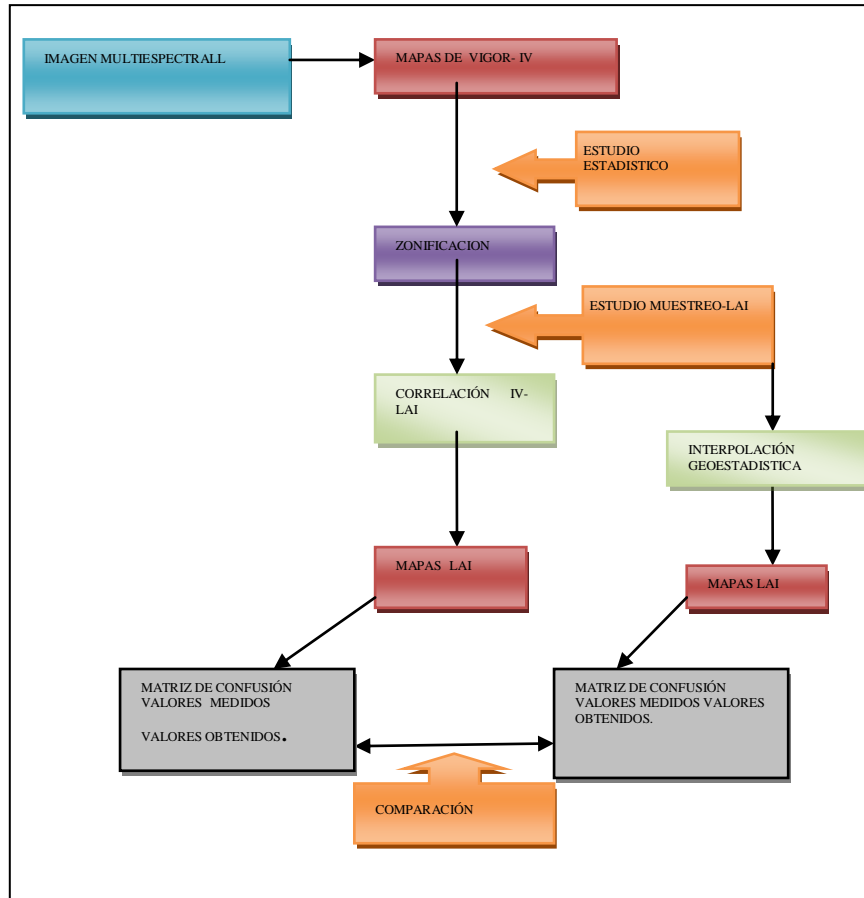 IMAGEN MULTIESPECTRALL
MAPAS DE VIGOR- IV
ESTUDIO
ESTADISTICO
ZONIFICACION
ESTUDIO MUESTREO-LAI
CORRELACIÓN IV-
LAI
INTERPOLACIÓN
GEOESTADISTICA
MAPAS LAI
MAPAS LAI
MATRIZ DE CONFUSIÓN
VALORES MEDIDOS
VALORES OBTENIDOS.
MATRIZ DE CONFUSIÓN
VALORES MEDIDOS VALORES
OBTENIDOS.
COMPARACIÓN